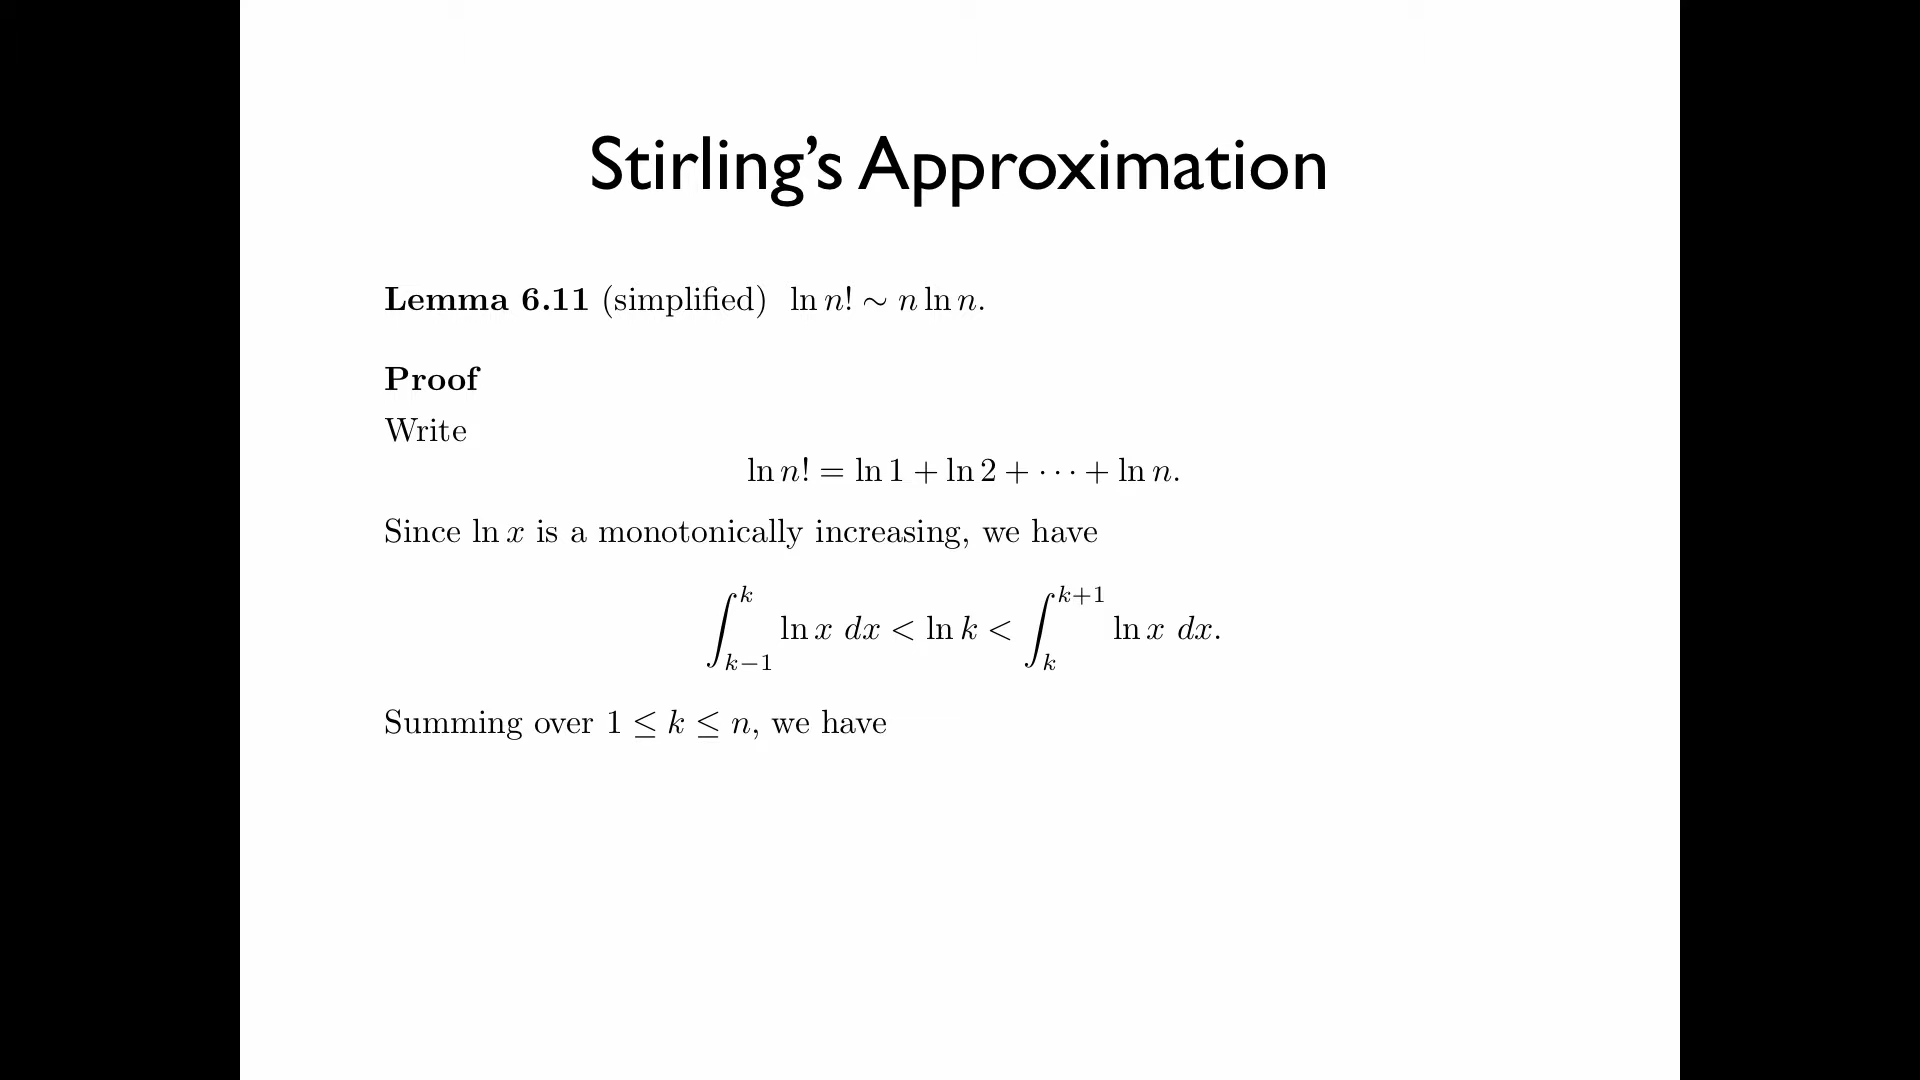 Stirling's Approximation
Lemma 6.11 (simplified) ln n! ∼ n ln n.
Proof
Write
ln n! = ln 1 + ln 2 + · · · + ln n.
Since ln x is a monotonically increasing, we have
∫_{k−1}^{k} ln x dx < ln k < ∫_{k}^{k+1} ln x dx.
Summing over 1 ≤ k ≤ n, we have